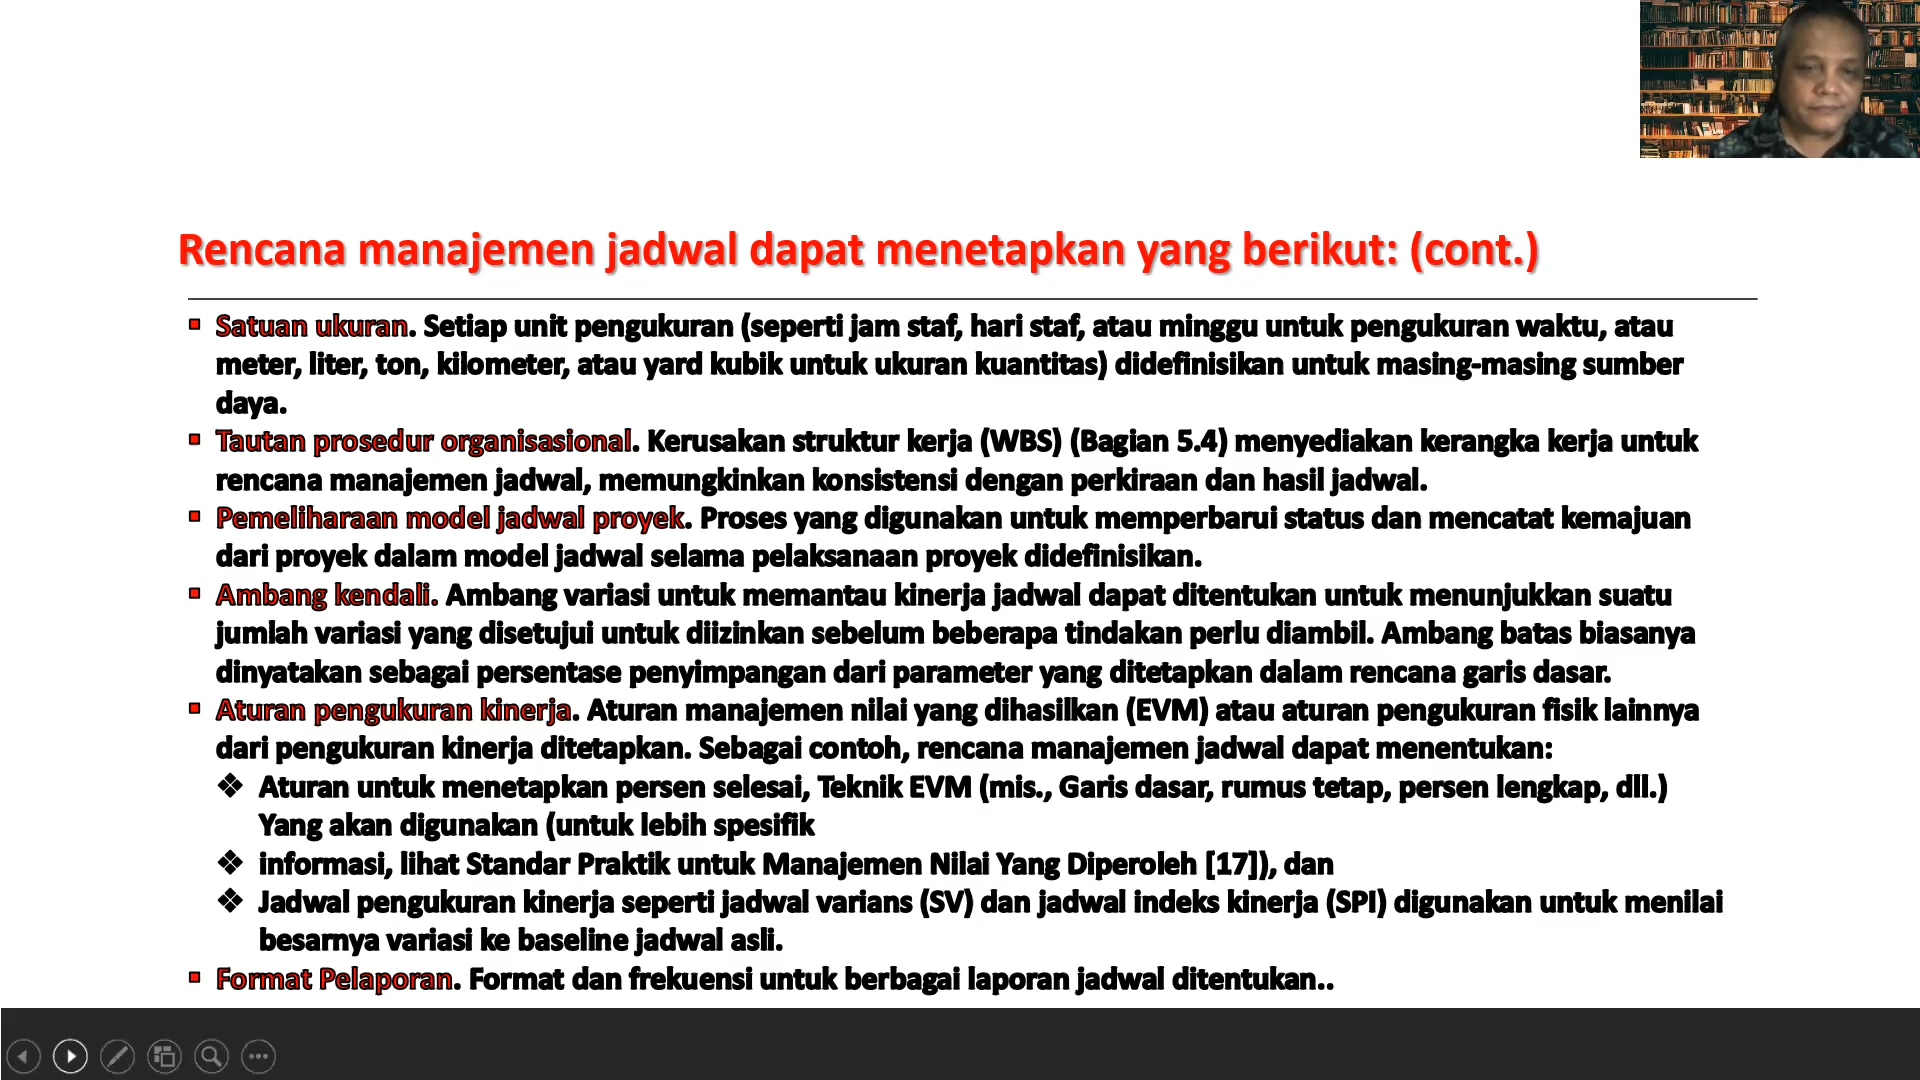 Rencana manajemen jadwal dapat menetapkan yang berikut: (cont.)
Satuan ukuran. Setiap unit pengukuran (seperti jam staf, hari staf, atau minggu untuk pengukuran waktu, atau
meter, liter, ton, kilometer, atau yard kubik untuk ukuran kuantitas) didefinisikan untuk masing-masing sumber
daya.
Tautan prosedur organisasional. Kerusakan struktur kerja (WBS) (Bagian 5.4) menyediakan kerangka kerja untuk
rencana manajemen jadwal, memungkinkan konsistensi dengan perkiraan dan hasil jadwal.
Pemeliharaan model jadwal proyek. Proses yang digunakan untuk memperbarui status dan mencatat kemajuan
dari proyek dalam model jadwal selama pelaksanaan proyek didefinisikan.
Ambang kendali. Ambang variasi untuk memantau kinerja jadwal dapat ditentukan untuk menunjukkan suatu
jumlah variasi yang disetujui untuk diizinkan sebelum beberapa tindakan perlu diambil. Ambang batas biasanya
dinyatakan sebagai persentase penyimpangan dari parameter yang ditetapkan dalam rencana garis dasar.
Aturan pengukuran kinerja. Aturan manajemen nilai yang dihasilkan (EVM) atau aturan pengukuran fisik lainnya
dari pengukuran kinerja ditetapkan. Sebagai contoh, rencana manajemen jadwal dapat menentukan:
Aturan untuk menetapkan persen selesai, Teknik EVM (mis., Garis dasar, rumus tetap, persen lengkap, dll.)
Yang akan digunakan (untuk lebih spesifik
informasi, lihat Standar Praktik untuk Manajemen Nilai Yang Diperoleh [17]), dan
Jadwal pengukuran kinerja seperti jadwal varians (SV) dan jadwal indeks kinerja (SPI) digunakan untuk menilai
besarnya variasi ke baseline jadwal asli.
Format Pelaporan. Format dan frekuensi untuk berbagai laporan jadwal ditentukan..